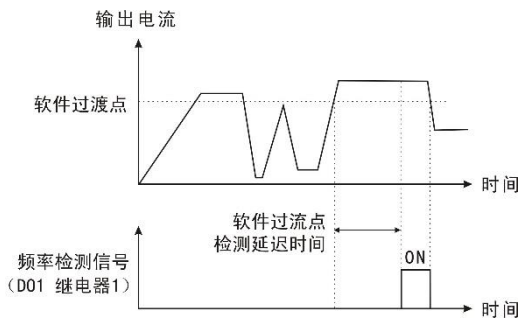 输出电流
软件过渡点
时间
软件过流点
检测延迟时间
频率检测信号
(DO1 继电器1)
ON
时间